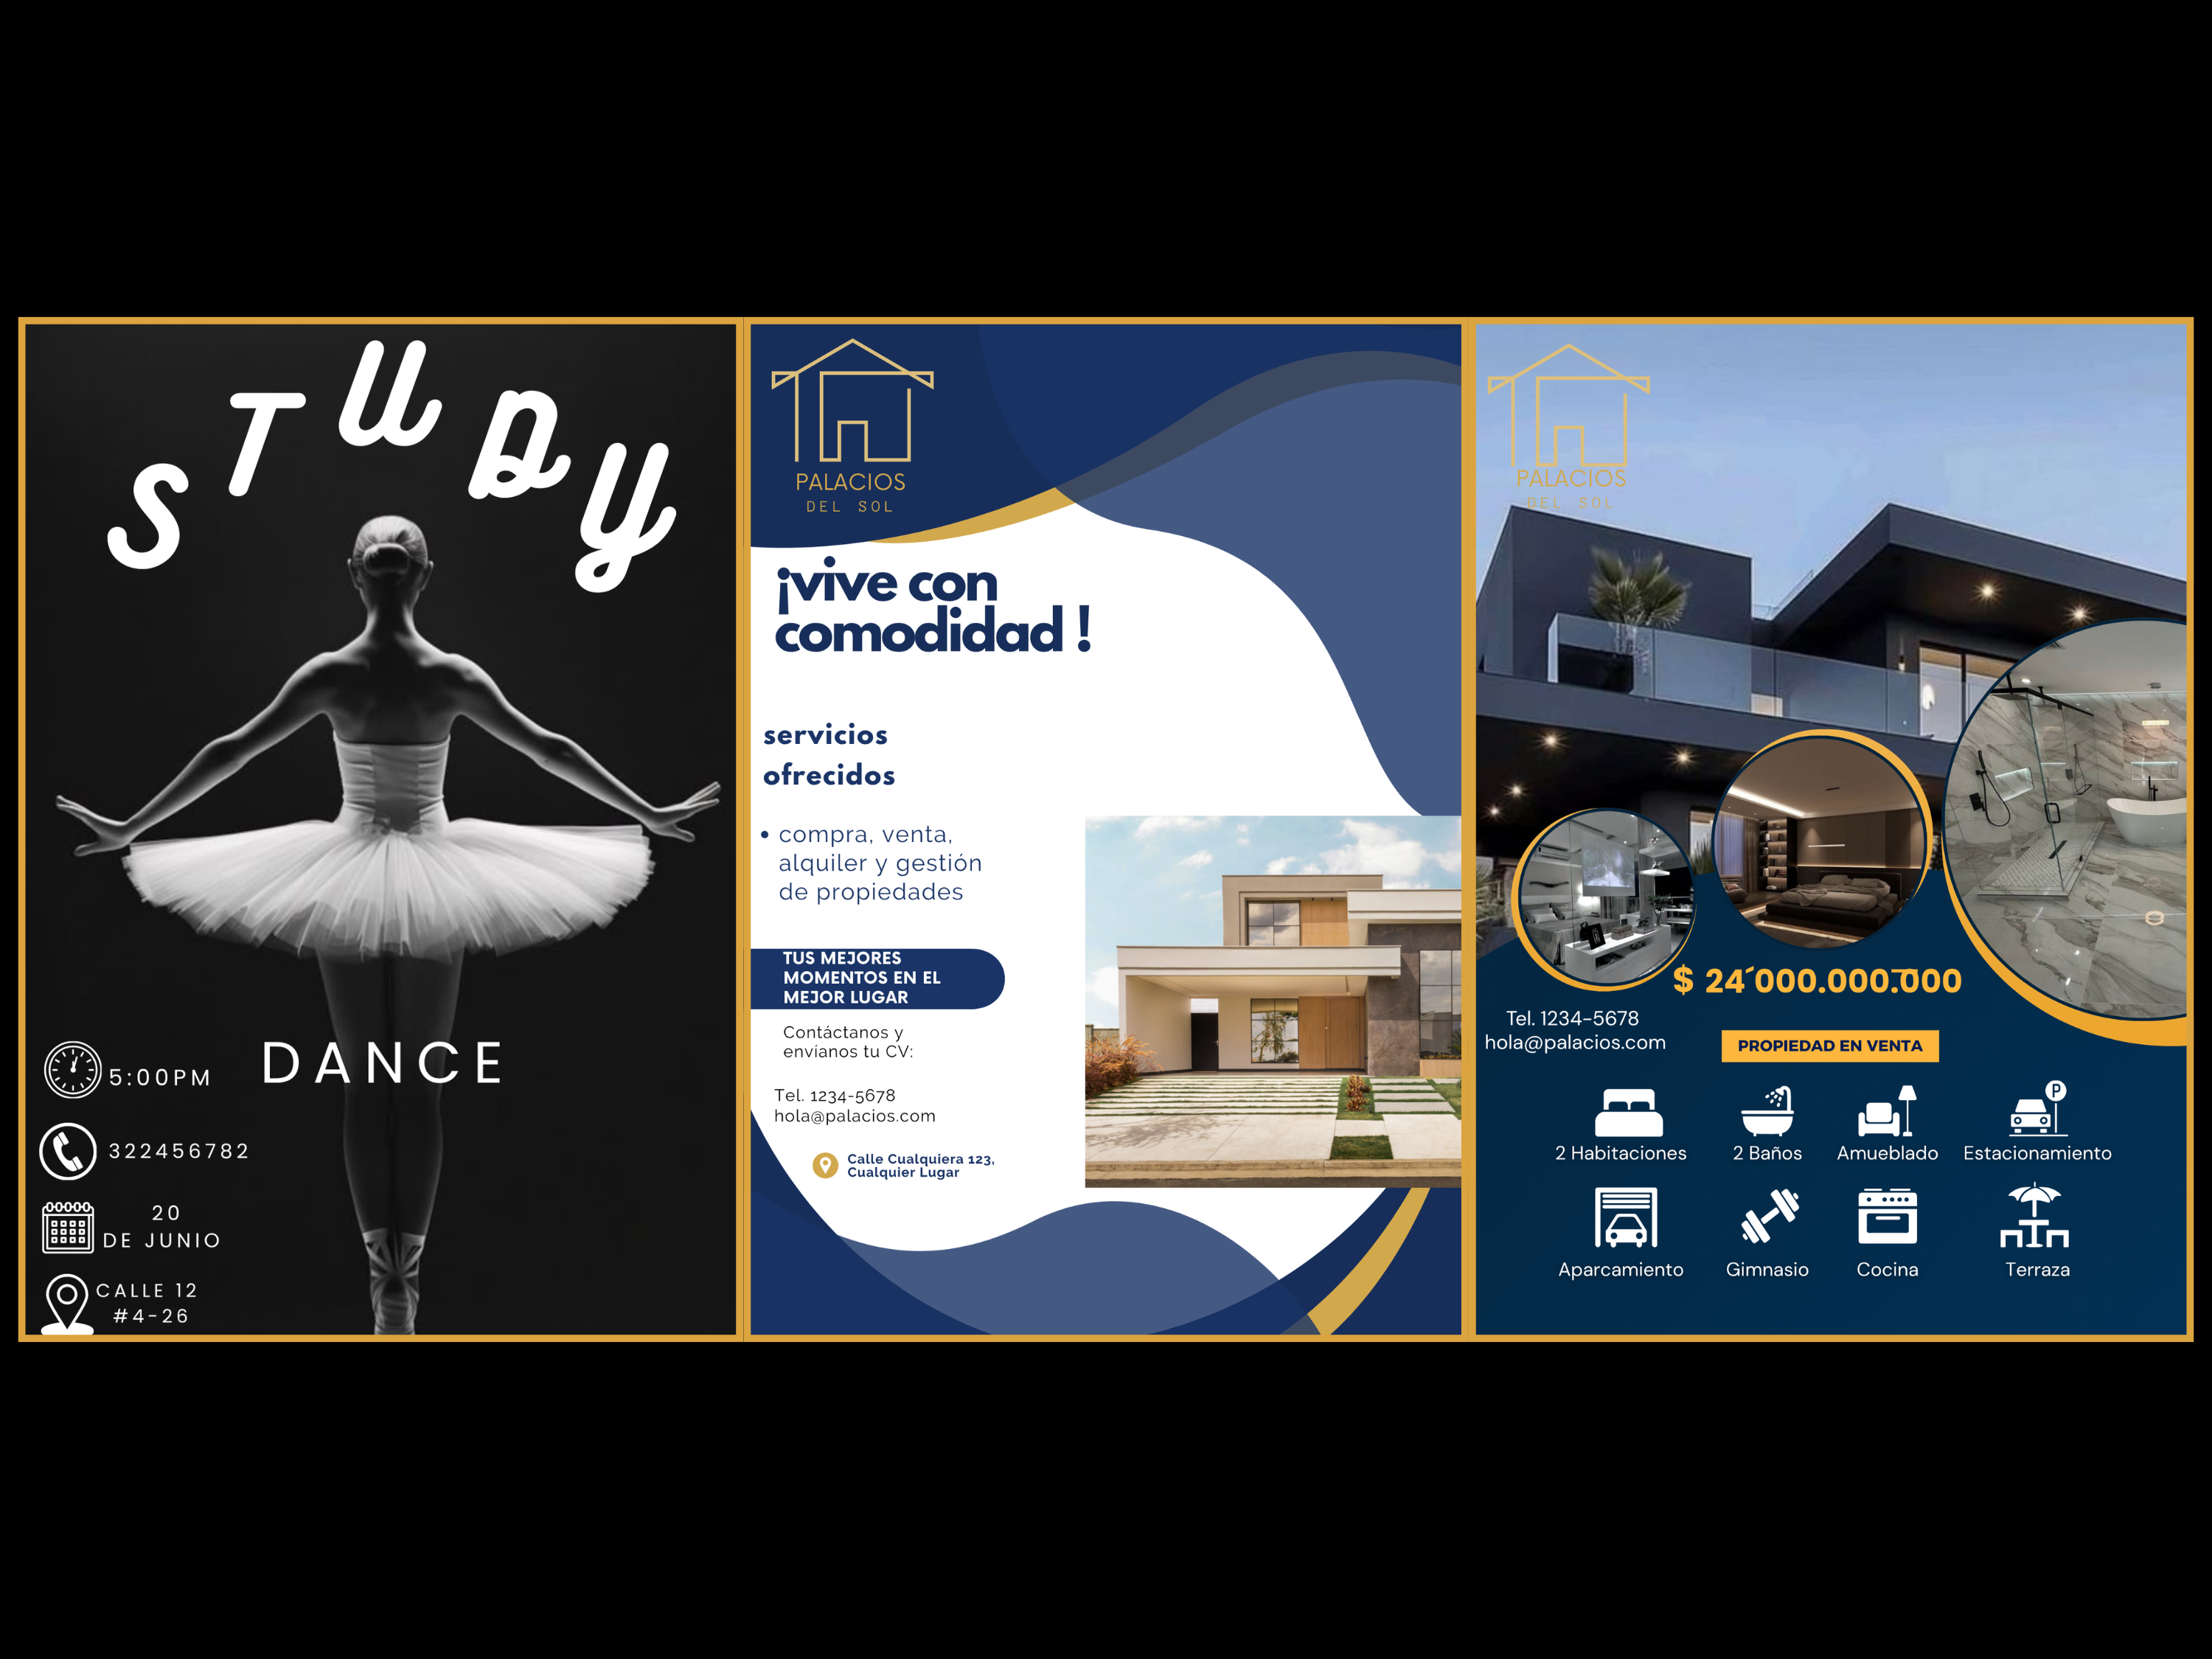 STUDY
DANCE
5:00PM
322456782
20
DE JUNIO
CALLE 12
#4-26
PALACIOS
DEL SOL
¡vive con
comodidad !
servicios
ofrecidos
• compra, venta,
alquiler y gestión
de propiedades
TUS MEJORES
MOMENTOS EN EL
MEJOR LUGAR
Contáctanos y
envíanos tu CV:
Tel. 1234-5678
hola@palacios.com
Calle Cualquiera 123,
Cualquier Lugar
PALACIOS
DEL SOL
$ 24´000.000.000
Tel. 1234-5678
hola@palacios.com
PROPIEDAD EN VENTA
2 Habitaciones
2 Baños
Amueblado
Estacionamiento
P
Aparcamiento
Gimnasio
Cocina
Terraza